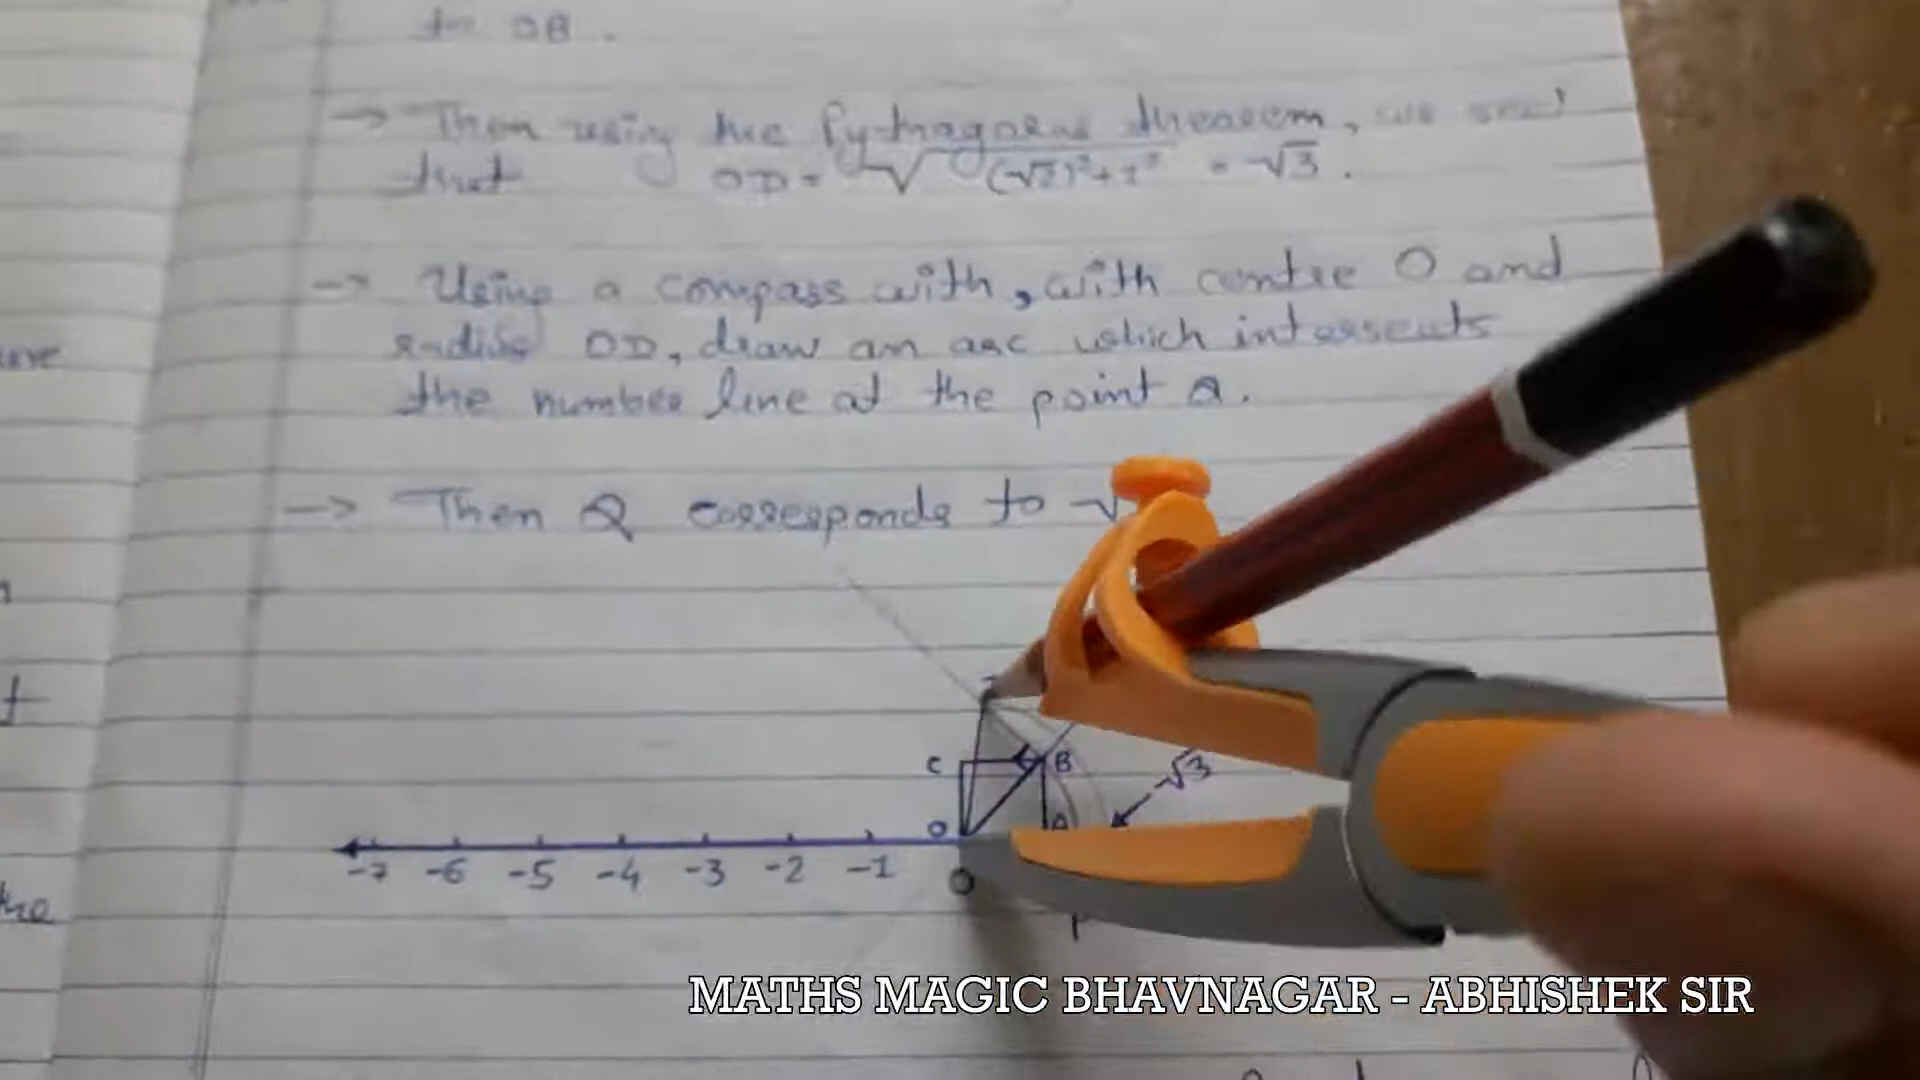 to OB.
→ Then using the Pythagoras theorem, we see
that OD = √(√2)²+1² = √3.
→ Using a compass with, with centre O and
radius OD, draw an arc which intersects
the number line at the point Q.
→ Then Q corresponds to √
C B √3
O A
-7 -6 -5 -4 -3 -2 -1 0
the
MATHS MAGIC BHAVNAGAR - ABHISHEK SIR